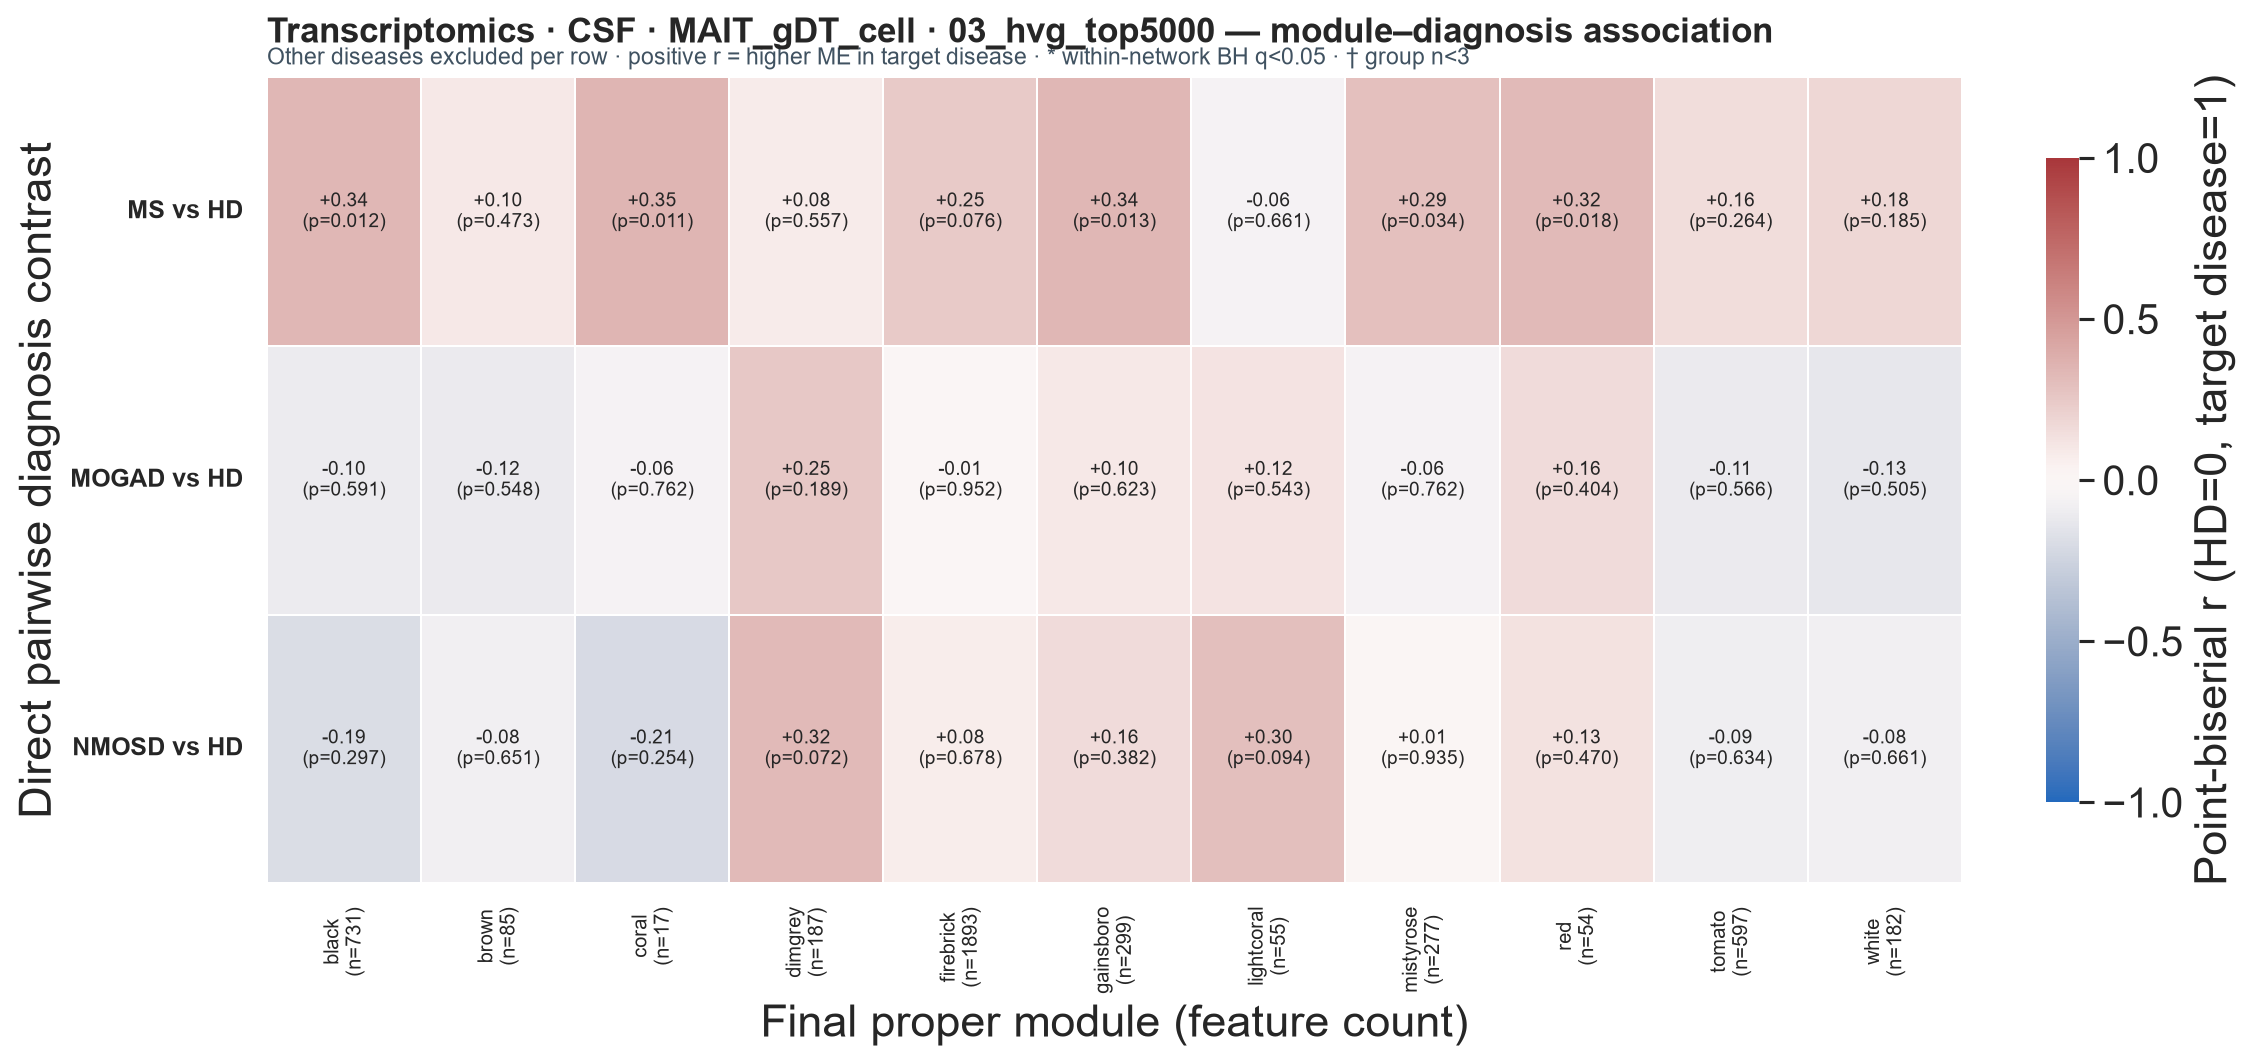 Transcriptomics · CSF · MAIT_gDT_cell · 03_hvg_top5000 — module–diagnosis association
Other diseases excluded per row · positive r = higher ME in target disease · * within-network BH q<0.05 · † group n<3
Direct pairwise diagnosis contrast
MS vs HD
+0.34 +0.10 +0.35 +0.08 +0.25 +0.34 -0.06 +0.29 +0.32 +0.16 +0.18
(p=0.012) (p=0.473) (p=0.011) (p=0.557) (p=0.076) (p=0.013) (p=0.661) (p=0.034) (p=0.018) (p=0.264) (p=0.185)
MOGAD vs HD
-0.10 -0.12 -0.06 +0.25 -0.01 +0.10 +0.12 -0.06 +0.16 -0.11 -0.13
(p=0.591) (p=0.548) (p=0.762) (p=0.189) (p=0.952) (p=0.623) (p=0.543) (p=0.762) (p=0.404) (p=0.566) (p=0.505)
NMOSD vs HD
-0.19 -0.08 -0.21 +0.32 +0.08 +0.16 +0.30 +0.01 +0.13 -0.09 -0.08
(p=0.297) (p=0.651) (p=0.254) (p=0.072) (p=0.678) (p=0.382) (p=0.094) (p=0.935) (p=0.470) (p=0.634) (p=0.661)
black
(n=731)
brown
(n=85)
coral
(n=17)
dimgrey
(n=187)
firebrick
(n=1893)
gainsboro
(n=299)
lightcoral
(n=55)
mistyrose
(n=277)
red
(n=54)
tomato
(n=597)
white
(n=182)
Final proper module (feature count)
1.0
0.5
0.0
−0.5
−1.0
Point-biserial r (HD=0, target disease=1)